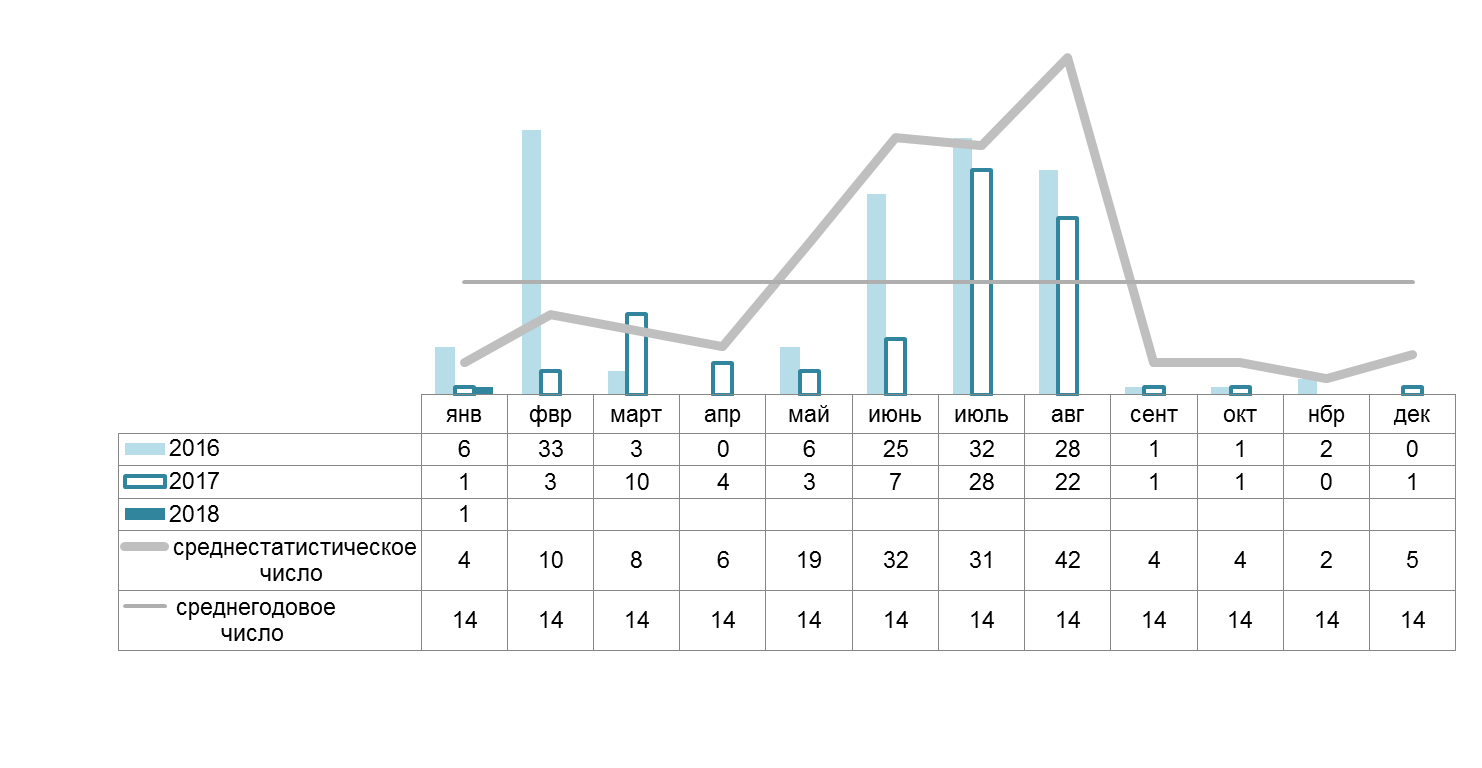 янв фвр март апр май июнь июль авг сент окт нбр дек
2016 6 33 3 0 6 25 32 28 1 1 2 0
2017 1 3 10 4 3 7 28 22 1 1 0 1
2018 1
среднестатистическое
число 4 10 8 6 19 32 31 42 4 4 2 5
среднегодовое
число 14 14 14 14 14 14 14 14 14 14 14 14